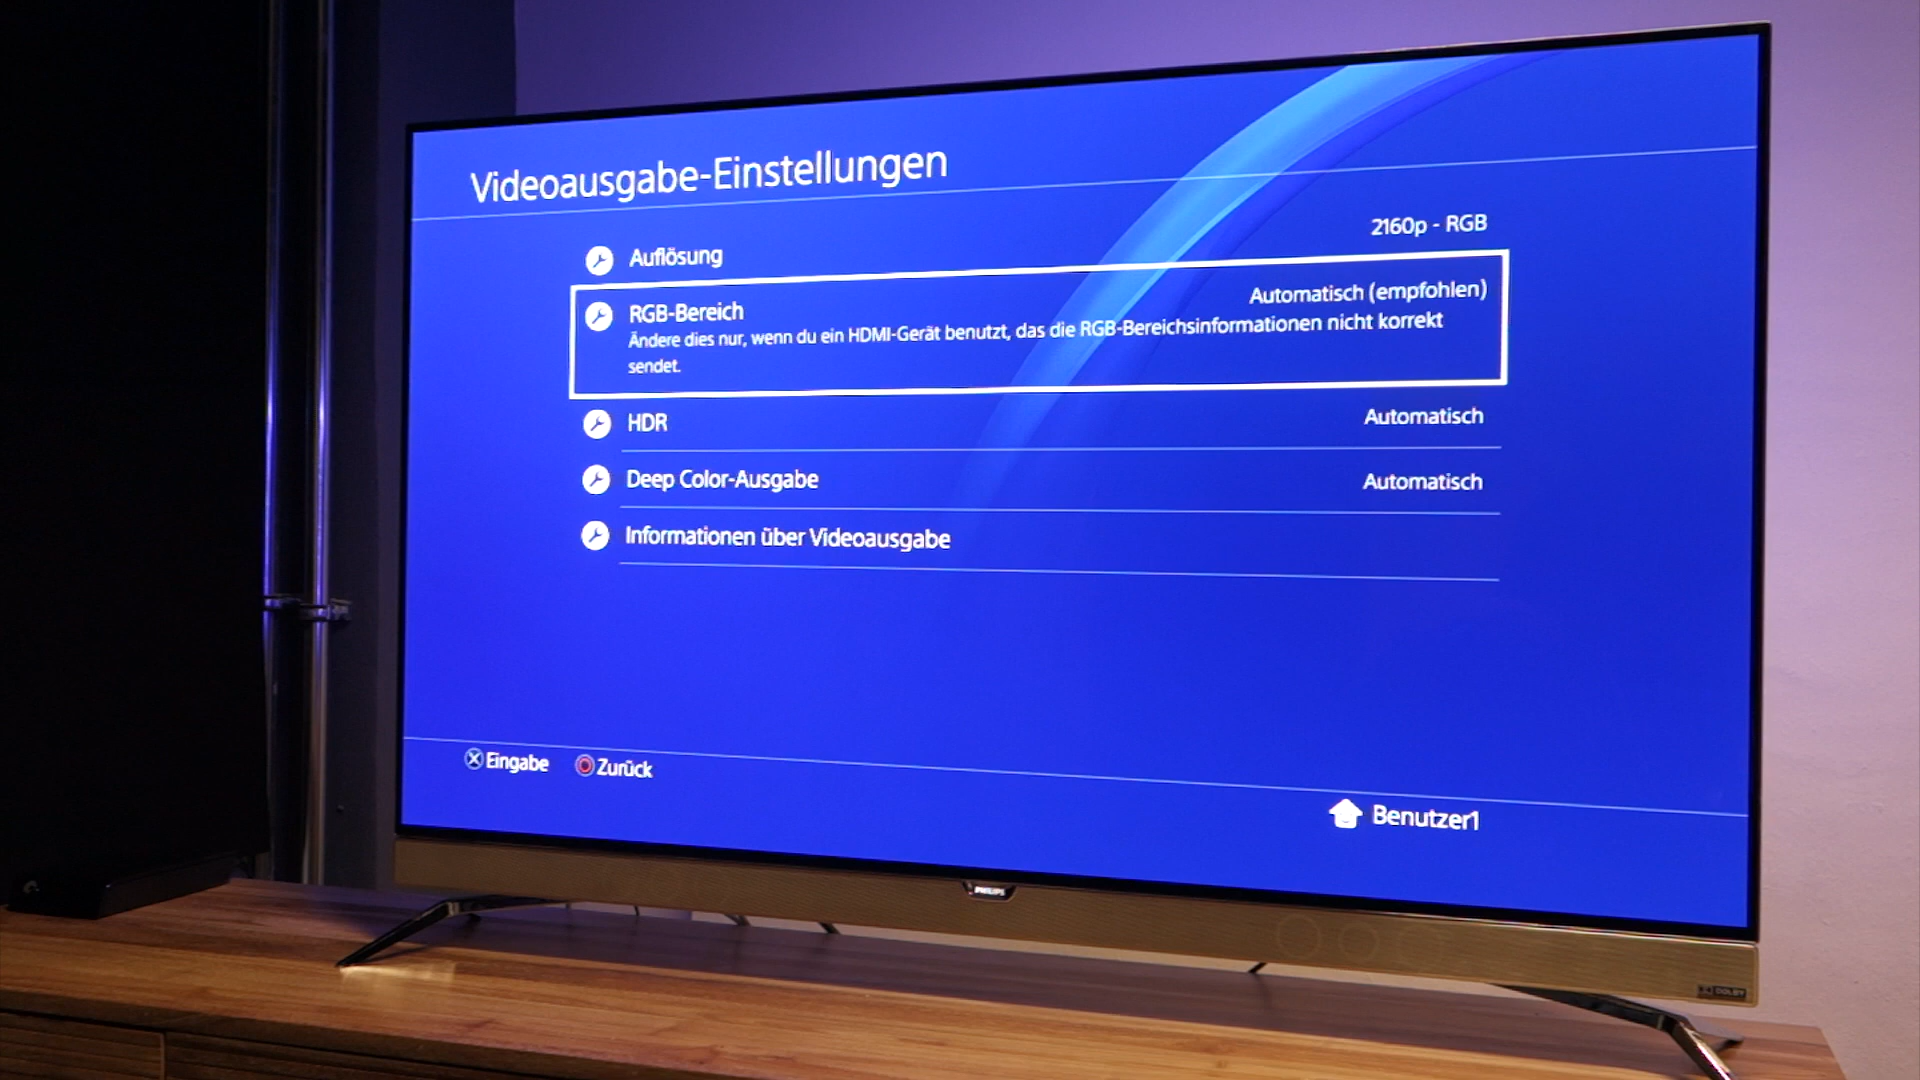 Videoausgabe-Einstellungen
Auflösung 2160p - RGB
RGB-Bereich Automatisch (empfohlen)
Ändere dies nur, wenn du ein HDMI-Gerät benutzt, das die RGB-Bereichsinformationen nicht korrekt
sendet.
HDR Automatisch
Deep Color-Ausgabe Automatisch
Informationen über Videoausgabe
Eingabe Zurück
Benutzer1
PHILIPS
DOLBY